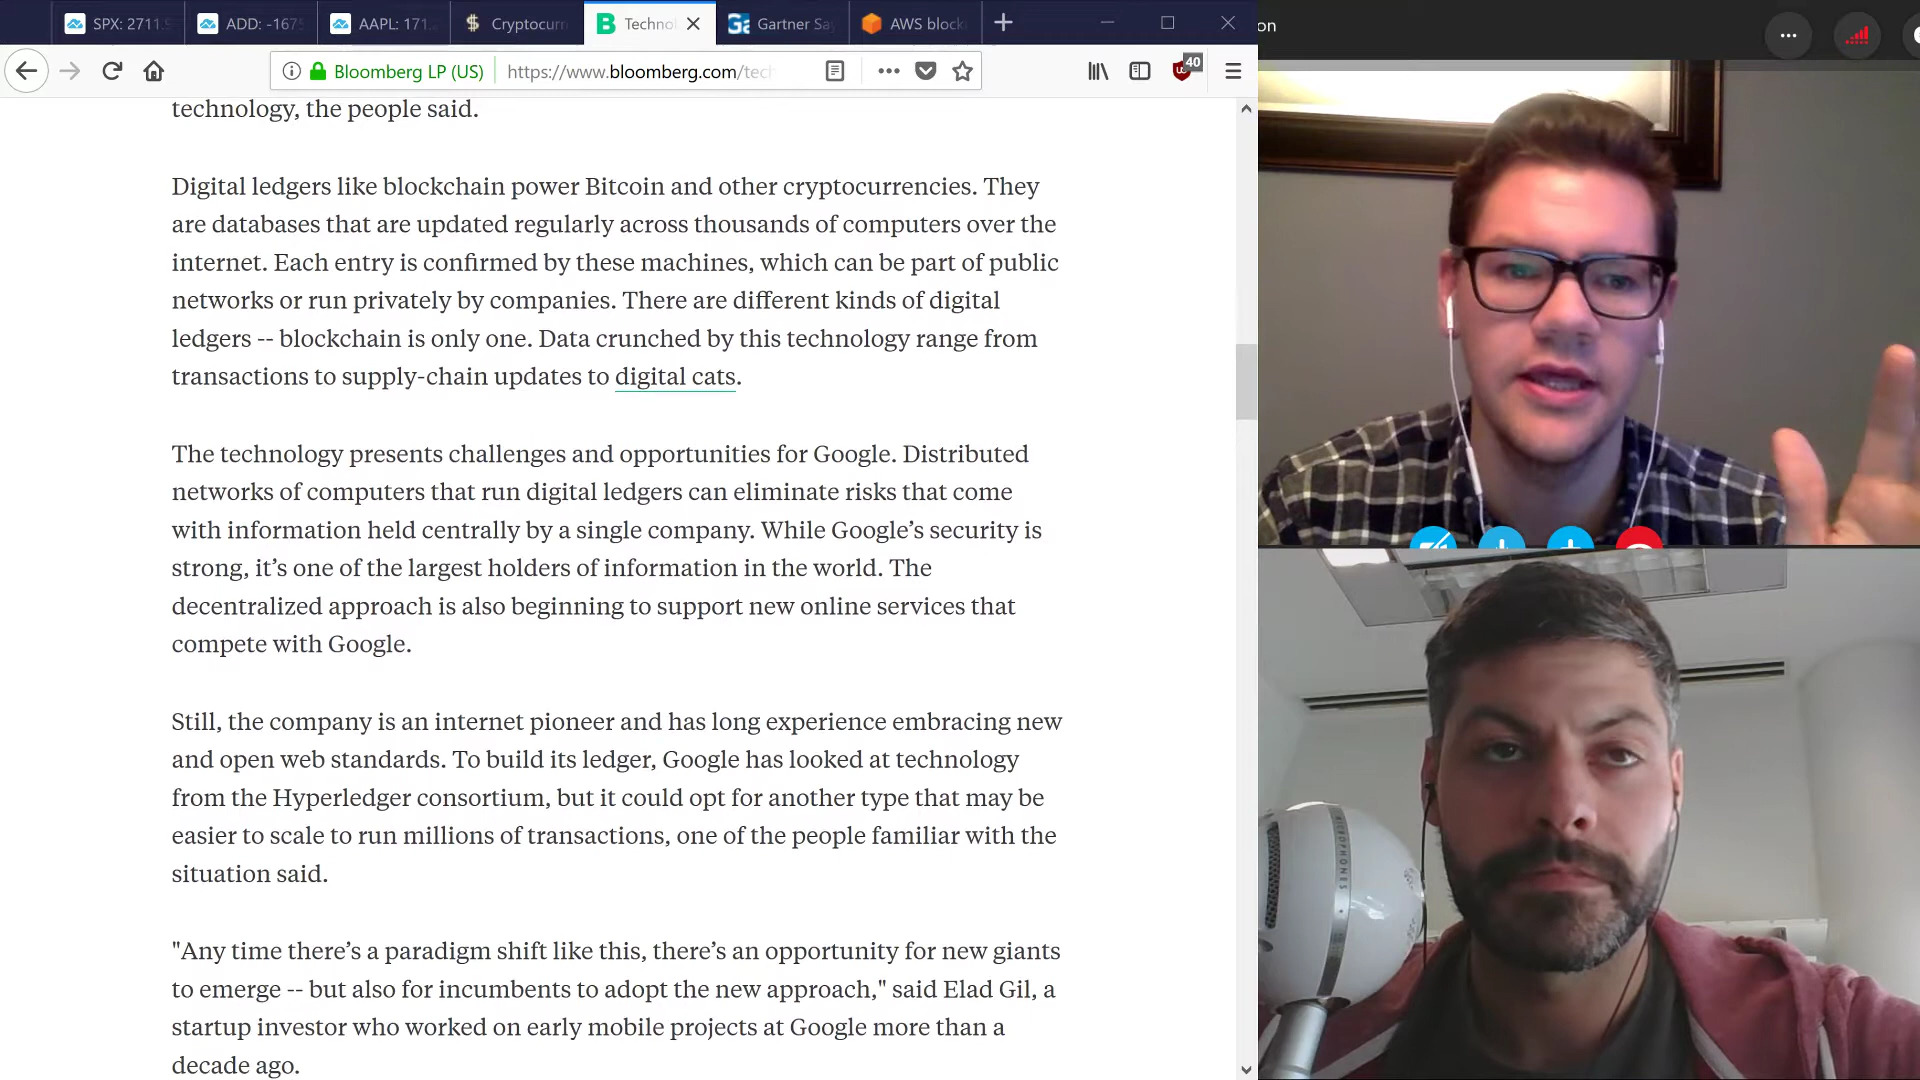 SPX: 2711.
ADD: -167
AAPL: 171.
Cryptocurr
Techno
Gartner Sa
AWS block
on
Bloomberg LP (US)
https://www.bloomberg.com/tec
40
technology, the people said.
Digital ledgers like blockchain power Bitcoin and other cryptocurrencies. They
are databases that are updated regularly across thousands of computers over the
internet. Each entry is confirmed by these machines, which can be part of public
networks or run privately by companies. There are different kinds of digital
ledgers -- blockchain is only one. Data crunched by this technology range from
transactions to supply-chain updates to digital cats.
The technology presents challenges and opportunities for Google. Distributed
networks of computers that run digital ledgers can eliminate risks that come
with information held centrally by a single company. While Google’s security is
strong, it’s one of the largest holders of information in the world. The
decentralized approach is also beginning to support new online services that
compete with Google.
Still, the company is an internet pioneer and has long experience embracing new
and open web standards. To build its ledger, Google has looked at technology
from the Hyperledger consortium, but it could opt for another type that may be
easier to scale to run millions of transactions, one of the people familiar with the
situation said.
"Any time there’s a paradigm shift like this, there’s an opportunity for new giants
to emerge -- but also for incumbents to adopt the new approach," said Elad Gil, a
startup investor who worked on early mobile projects at Google more than a
decade ago.
MICROPHONES